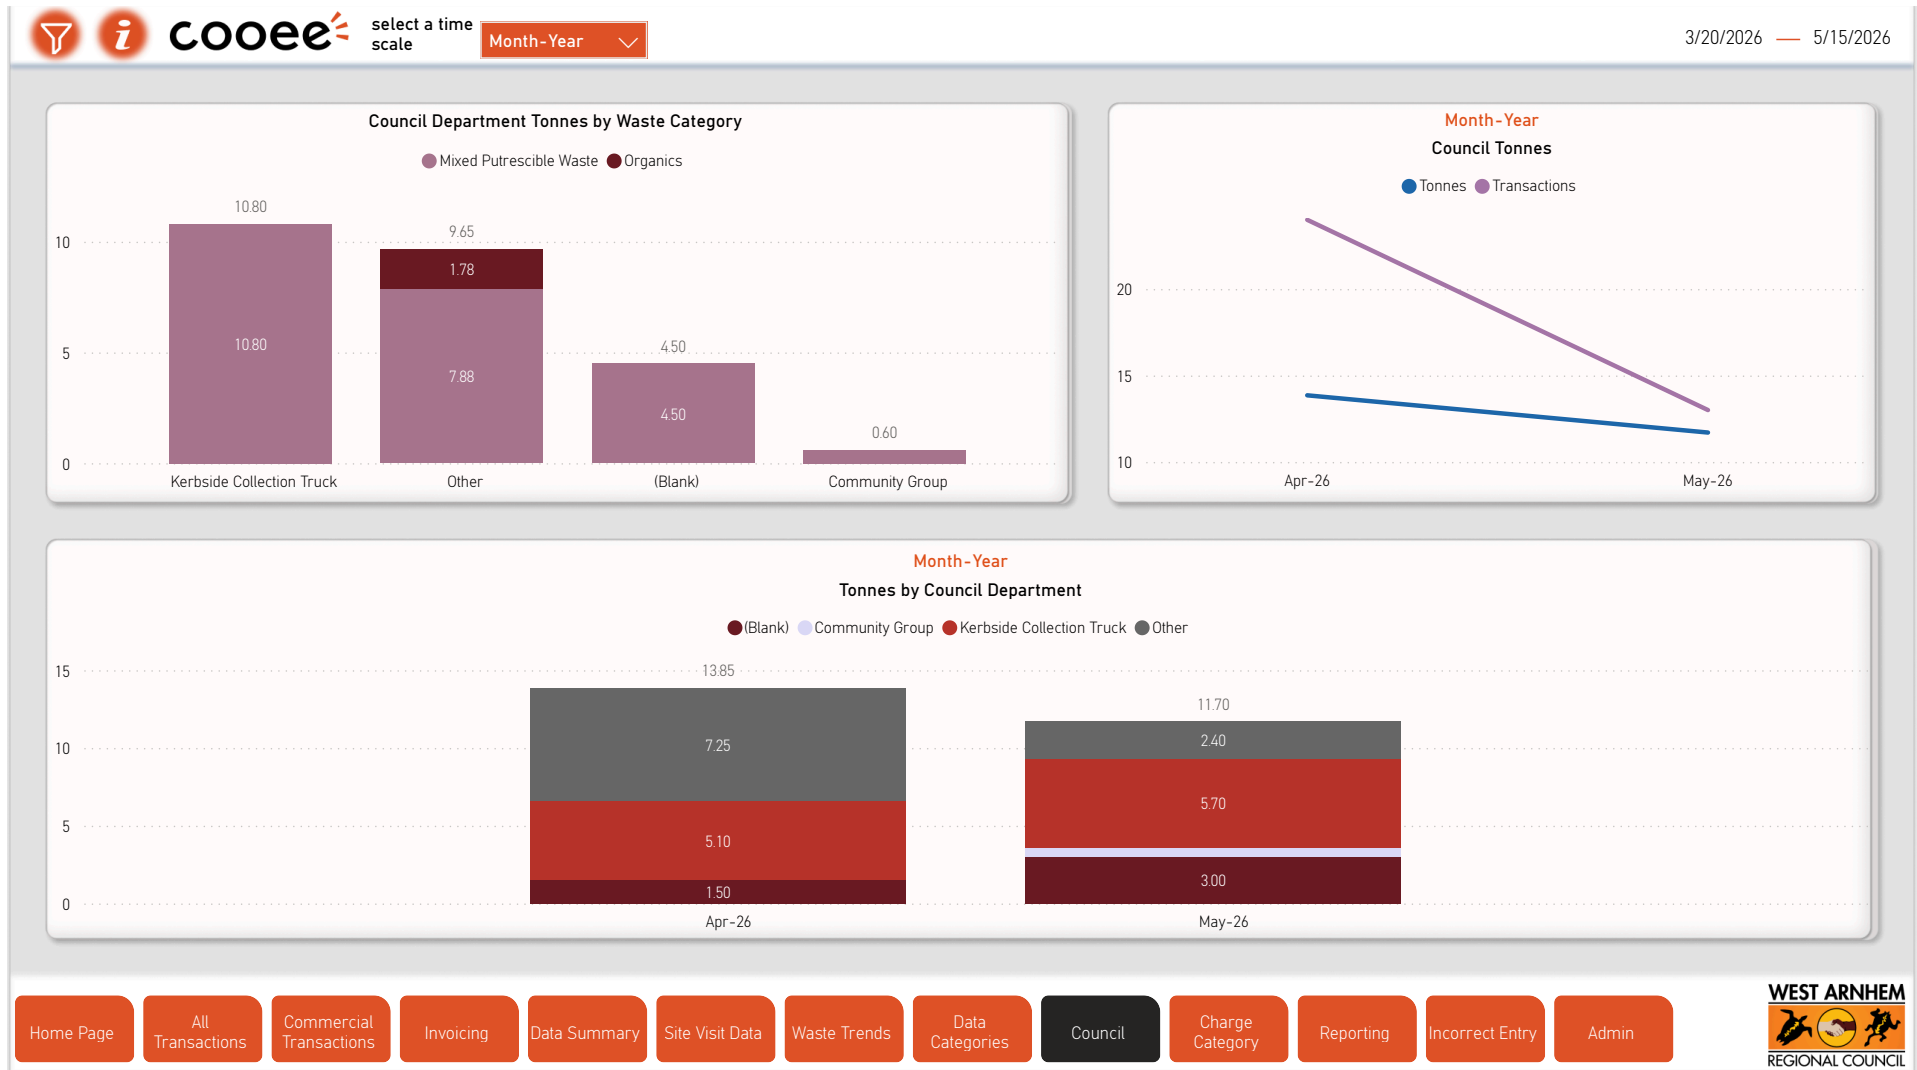 cooee
select a time
scale
Month-Year
3/20/2026
5/15/2026
Council Department Tonnes by Waste Category
Mixed Putrescible Waste
Organics
10
5
0
10.80
10.80
9.65
1.78
7.88
4.50
4.50
0.60
Kerbside Collection Truck
Other
(Blank)
Community Group
Month-Year
Council Tonnes
Tonnes
Transactions
20
15
10
Apr-26
May-26
Month-Year
Tonnes by Council Department
(Blank)
Community Group
Kerbside Collection Truck
Other
15
10
5
0
13.85
7.25
5.10
1.50
11.70
2.40
5.70
3.00
Apr-26
May-26
Home Page
All
Transactions
Commercial
Transactions
Invoicing
Data Summary
Site Visit Data
Waste Trends
Data
Categories
Council
Charge
Category
Reporting
Incorrect Entry
Admin
WEST ARNHEM
REGIONAL COUNCIL